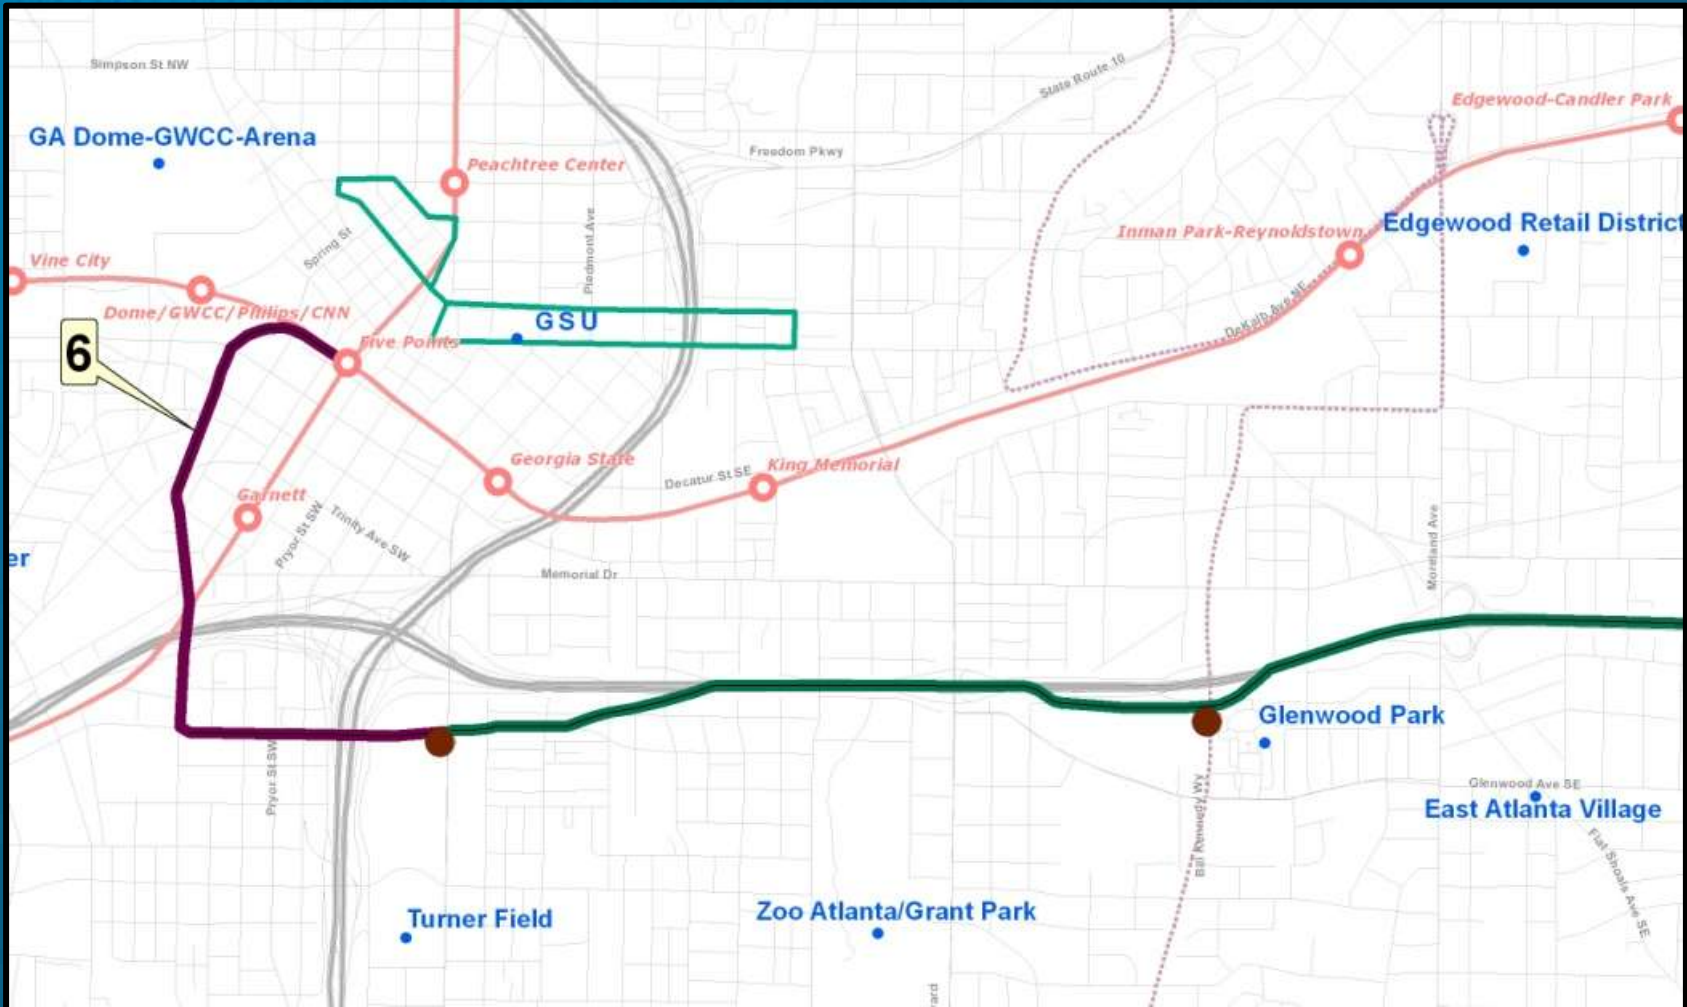 Simpson St NW
State Route 10
Edgewood-Candler Park
GA Dome-GWCC-Arena
Freedom Pkwy
Peachtree Center
Piedmont Ave
Spring St
Inman Park-Reynoldstown
Edgewood Retail District
Vine City
Dome/GWCC/Philips/CNN
GSU
DeKalb Ave NE
6
Five Points
Georgia State
King Memorial
Decatur St SE
Garnett
Pryor St SW
Trinity Ave SW
Moreland Ave
er
Memorial Dr
Glenwood Park
Pryor St SW
Glenwood Ave SE
East Atlanta Village
Bill Kennedy Wy
Flat Shoals Ave SE
Turner Field
Zoo Atlanta/Grant Park
ard